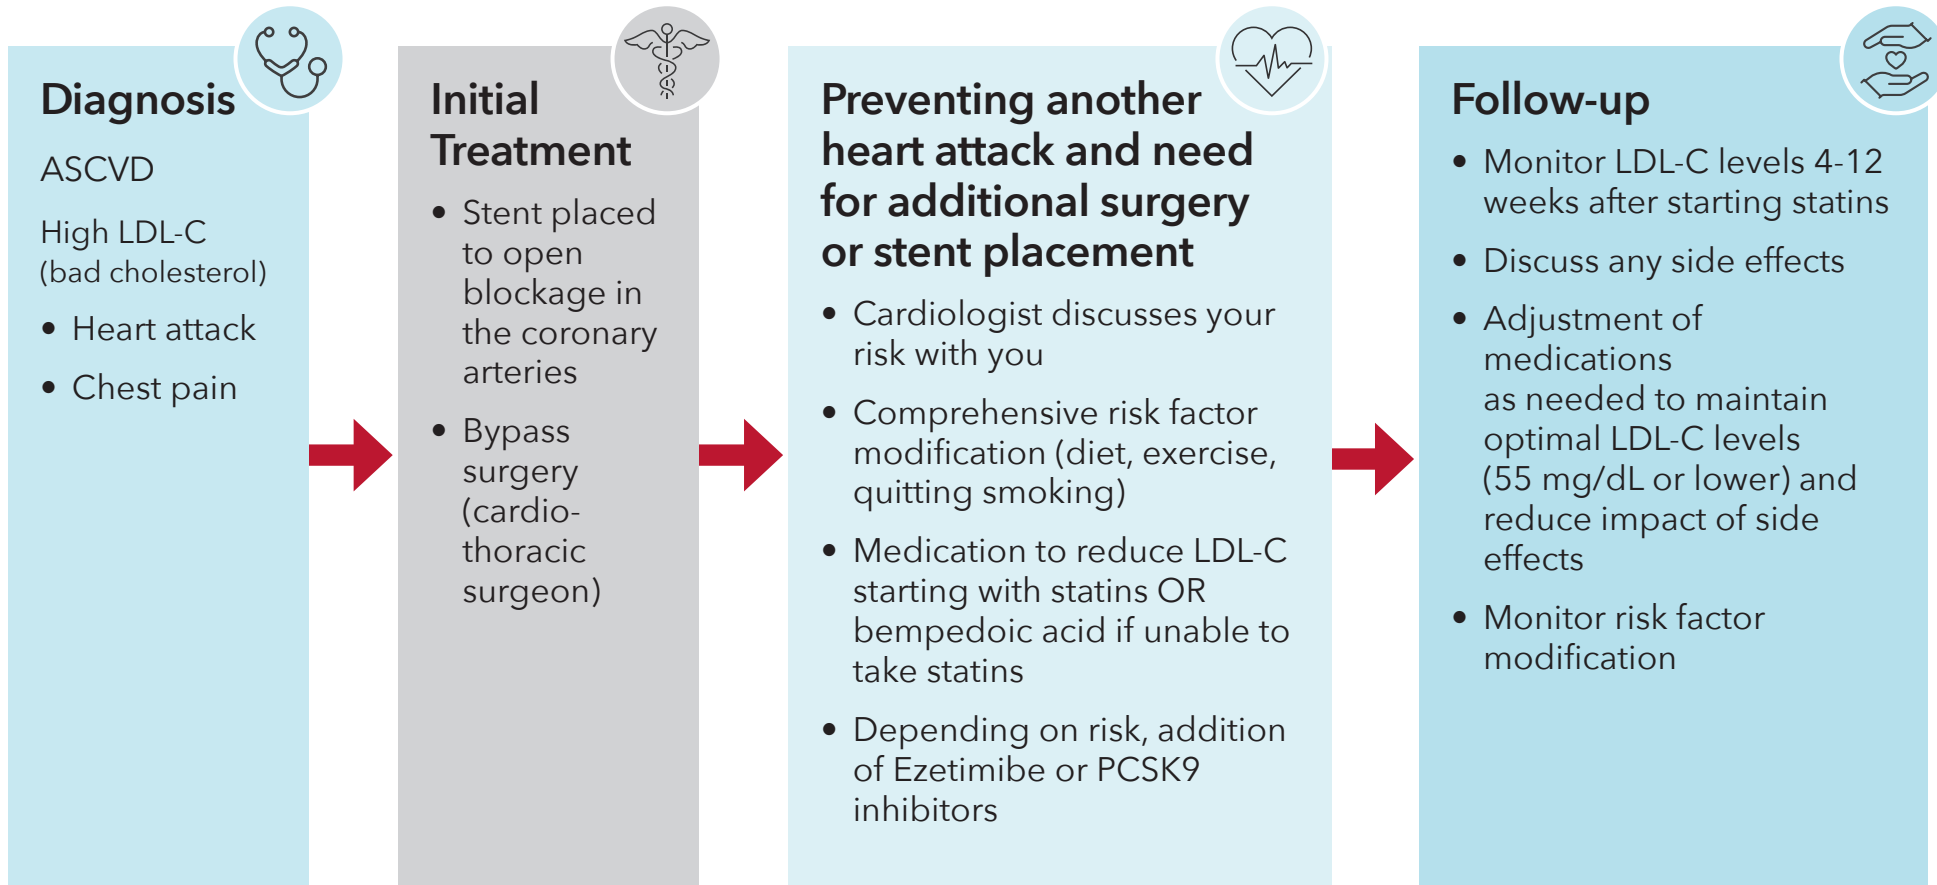 Diagnosis
ASCVD
High LDL-C
(bad cholesterol)
• Heart attack
• Chest pain
Initial
Treatment
• Stent placed
to open
blockage in
the coronary
arteries
• Bypass
surgery
(cardio-
thoracic
surgeon)
Preventing another
heart attack and need
for additional surgery
or stent placement
• Cardiologist discusses your
risk with you
• Comprehensive risk factor
modification (diet, exercise,
quitting smoking)
• Medication to reduce LDL-C
starting with statins OR
bempedoic acid if unable to
take statins
• Depending on risk, addition
of Ezetimibe or PCSK9
inhibitors
Follow-up
• Monitor LDL-C levels 4-12
weeks after starting statins
• Discuss any side effects
• Adjustment of
medications
as needed to maintain
optimal LDL-C levels
(55 mg/dL or lower) and
reduce impact of side
effects
• Monitor risk factor
modification